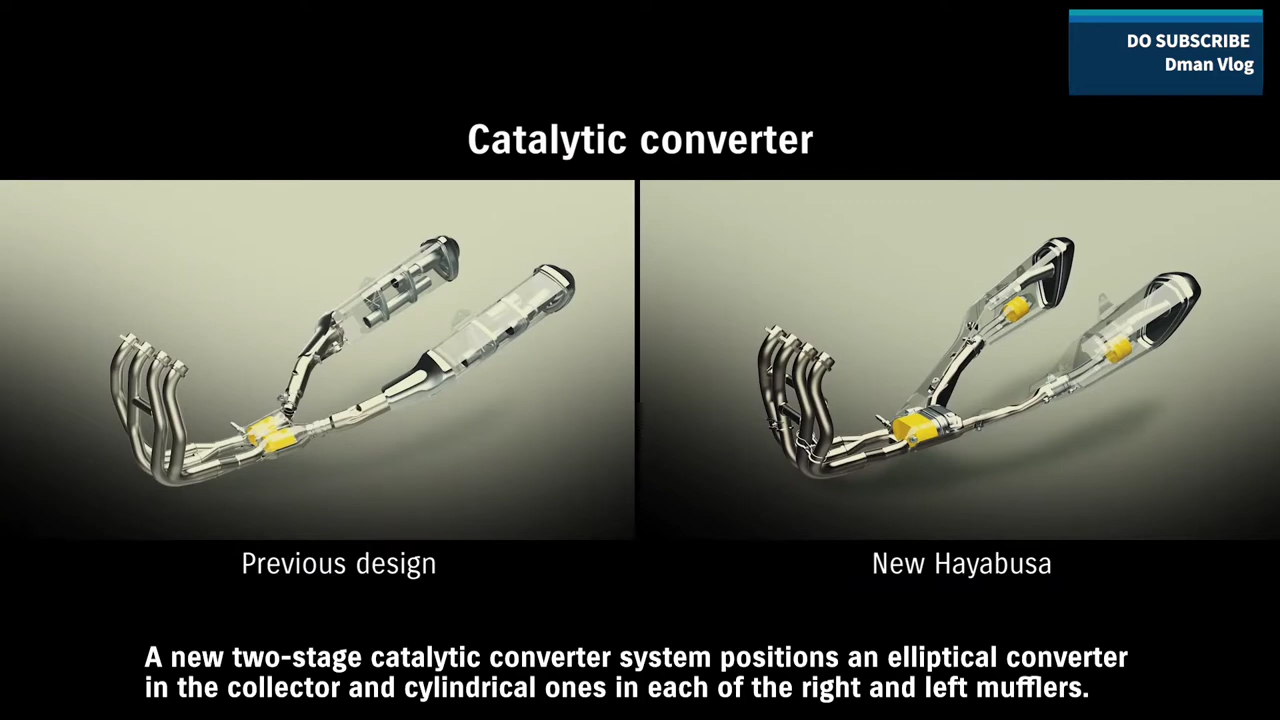 DO SUBSCRIBE
Dman Vlog
Catalytic converter
Previous design
New Hayabusa
A new two-stage catalytic converter system positions an elliptical converter
in the collector and cylindrical ones in each of the right and left mufflers.